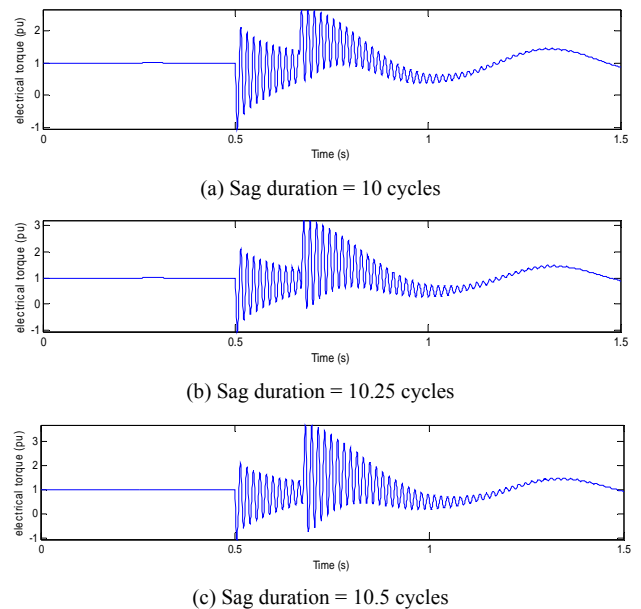 electrical torque (pu)
2
1
0
-1
0
0.5
1
1.5
Time (s)
(a) Sag duration = 10 cycles
electrical torque (pu)
3
2
1
0
-1
0
0.5
1
1.5
Time (s)
(b) Sag duration = 10.25 cycles
electrical torque (pu)
3
2
1
0
-1
0
0.5
1
1.5
Time (s)
(c) Sag duration = 10.5 cycles